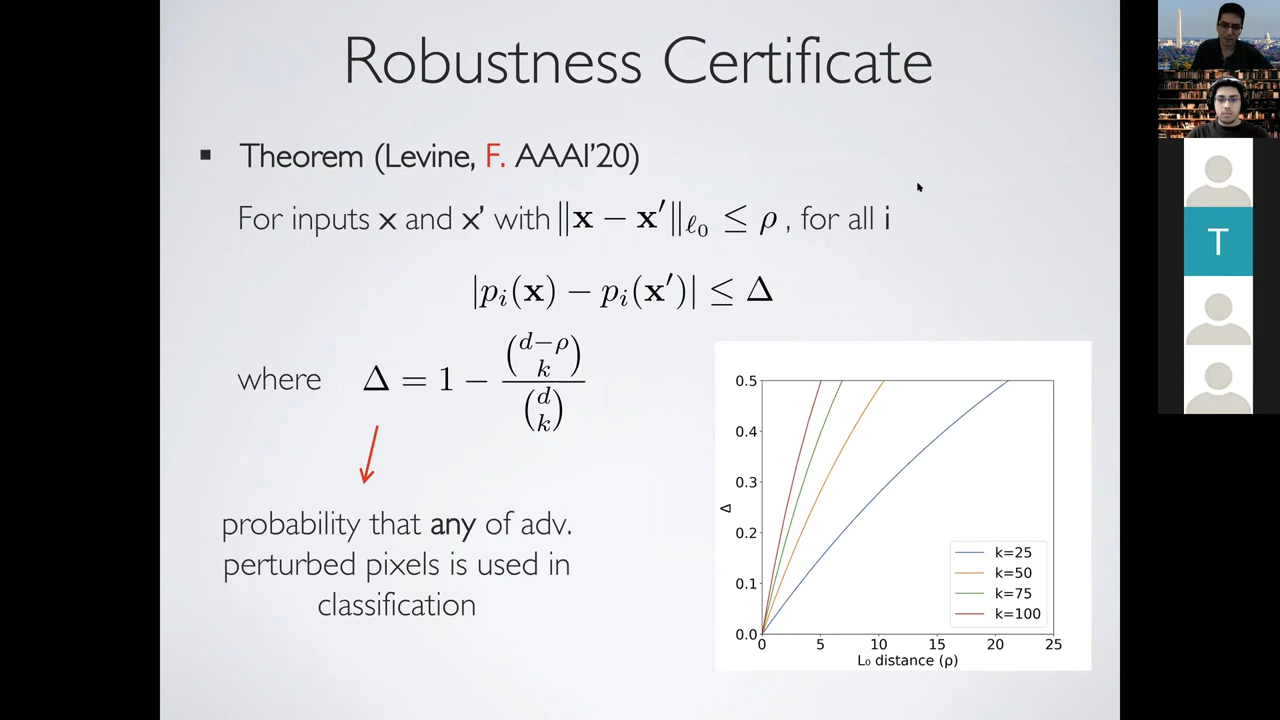 Robustness Certificate
▪ Theorem (Levine, F. AAAI'20)
For inputs x and x' with ‖x − x′‖ℓ₀ ≤ ρ , for all i
|pᵢ(x) − pᵢ(x′)| ≤ Δ
where Δ = 1 − (d−ρ k) / (d k)
probability that any of adv.
perturbed pixels is used in
classification
0.5
0.4
0.3
0.2
0.1
0.0
Δ
k=25
k=50
k=75
k=100
0 5 10 15 20 25
L₀ distance (ρ)
T